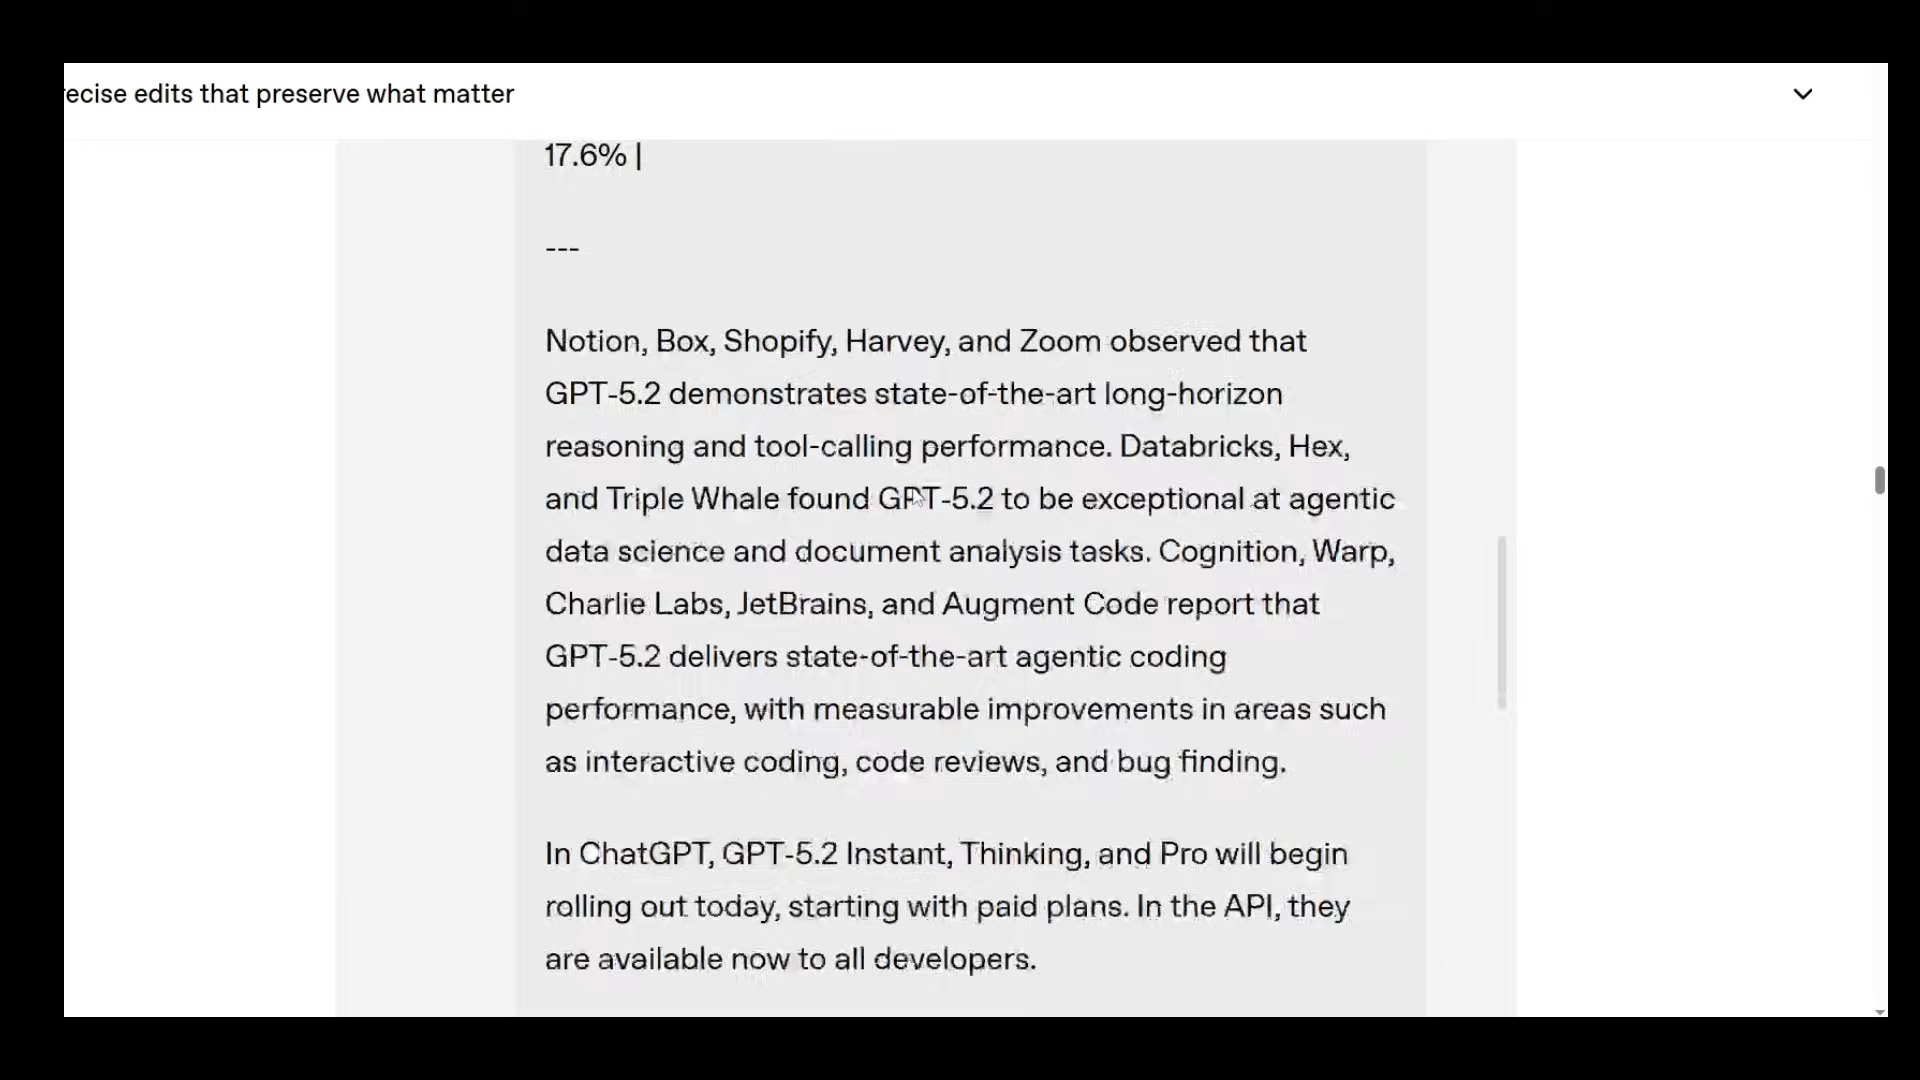 recise edits that preserve what matter
17.6% |
---
Notion, Box, Shopify, Harvey, and Zoom observed that
GPT-5.2 demonstrates state-of-the-art long-horizon
reasoning and tool-calling performance. Databricks, Hex,
and Triple Whale found GPT-5.2 to be exceptional at agentic
data science and document analysis tasks. Cognition, Warp,
Charlie Labs, JetBrains, and Augment Code report that
GPT-5.2 delivers state-of-the-art agentic coding
performance, with measurable improvements in areas such
as interactive coding, code reviews, and bug finding.
In ChatGPT, GPT-5.2 Instant, Thinking, and Pro will begin
rolling out today, starting with paid plans. In the API, they
are available now to all developers.